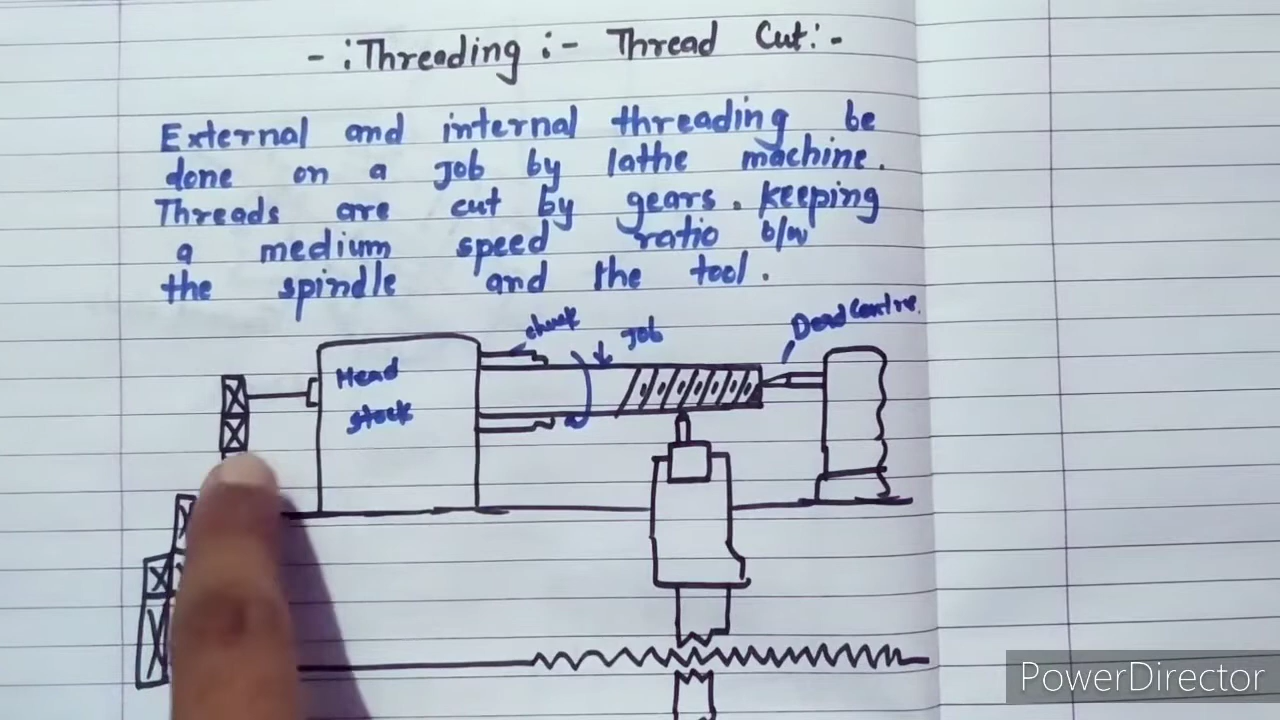 - :Threading :- Thread Cut:-
External and internal threading be
done on a job by lathe machine.
Threads are cut by gears. keeping
a medium speed ratio b/w
the spindle and the tool.
chuck
Job
Dead Centre.
Head
stock
PowerDirector